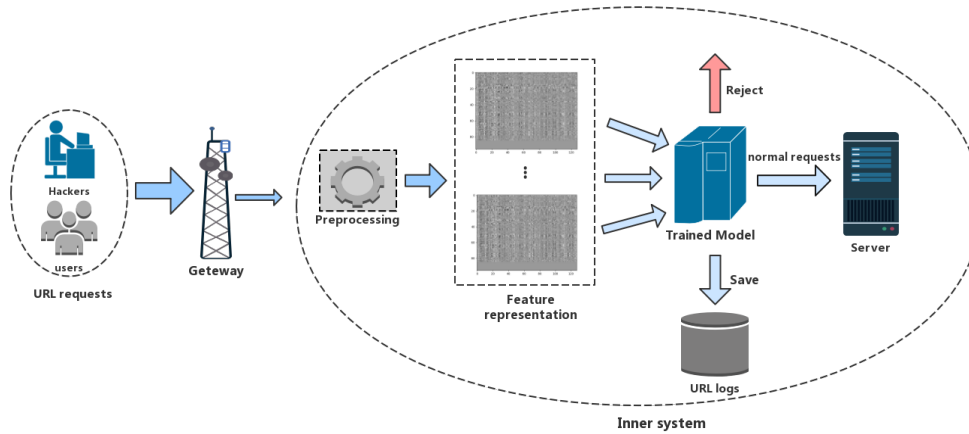 Hackers
users
URL requests
Geteway
Preprocessing
Feature
representation
Reject
Trained Model
normal requests
Server
Save
URL logs
Inner system